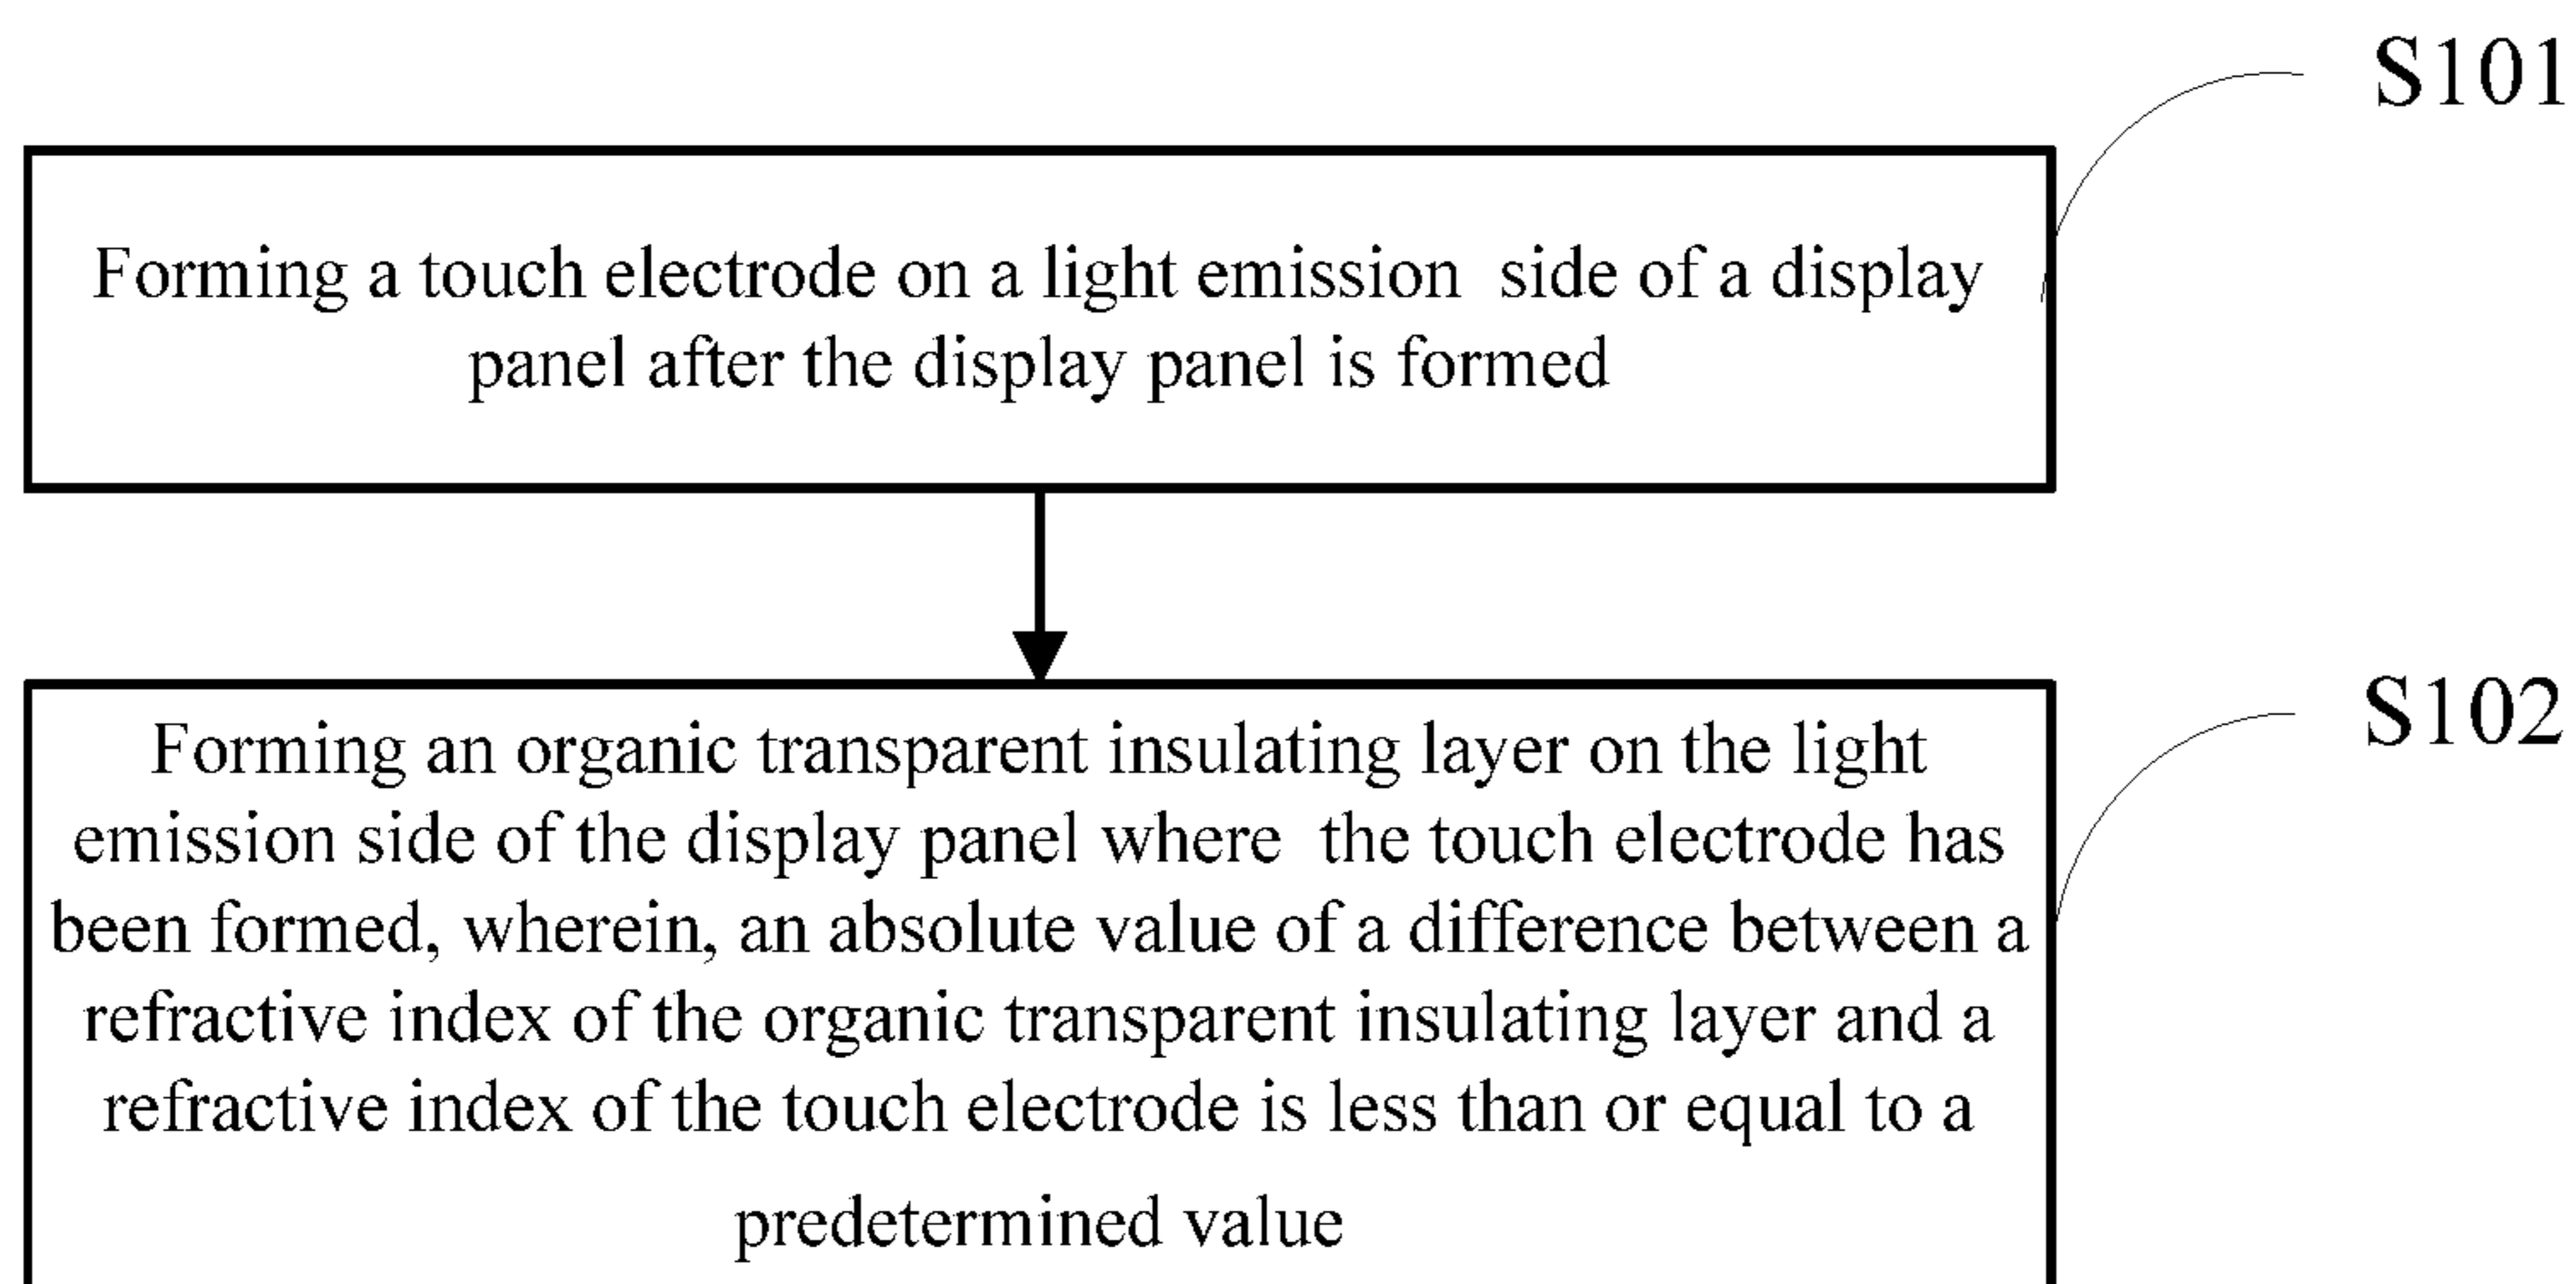 S101
Forming a touch electrode on a light emission side of a display
panel after the display panel is formed
S102
Forming an organic transparent insulating layer on the light
emission side of the display panel where the touch electrode has
been formed, wherein, an absolute value of a difference between a
refractive index of the organic transparent insulating layer and a
refractive index of the touch electrode is less than or equal to a
predetermined value